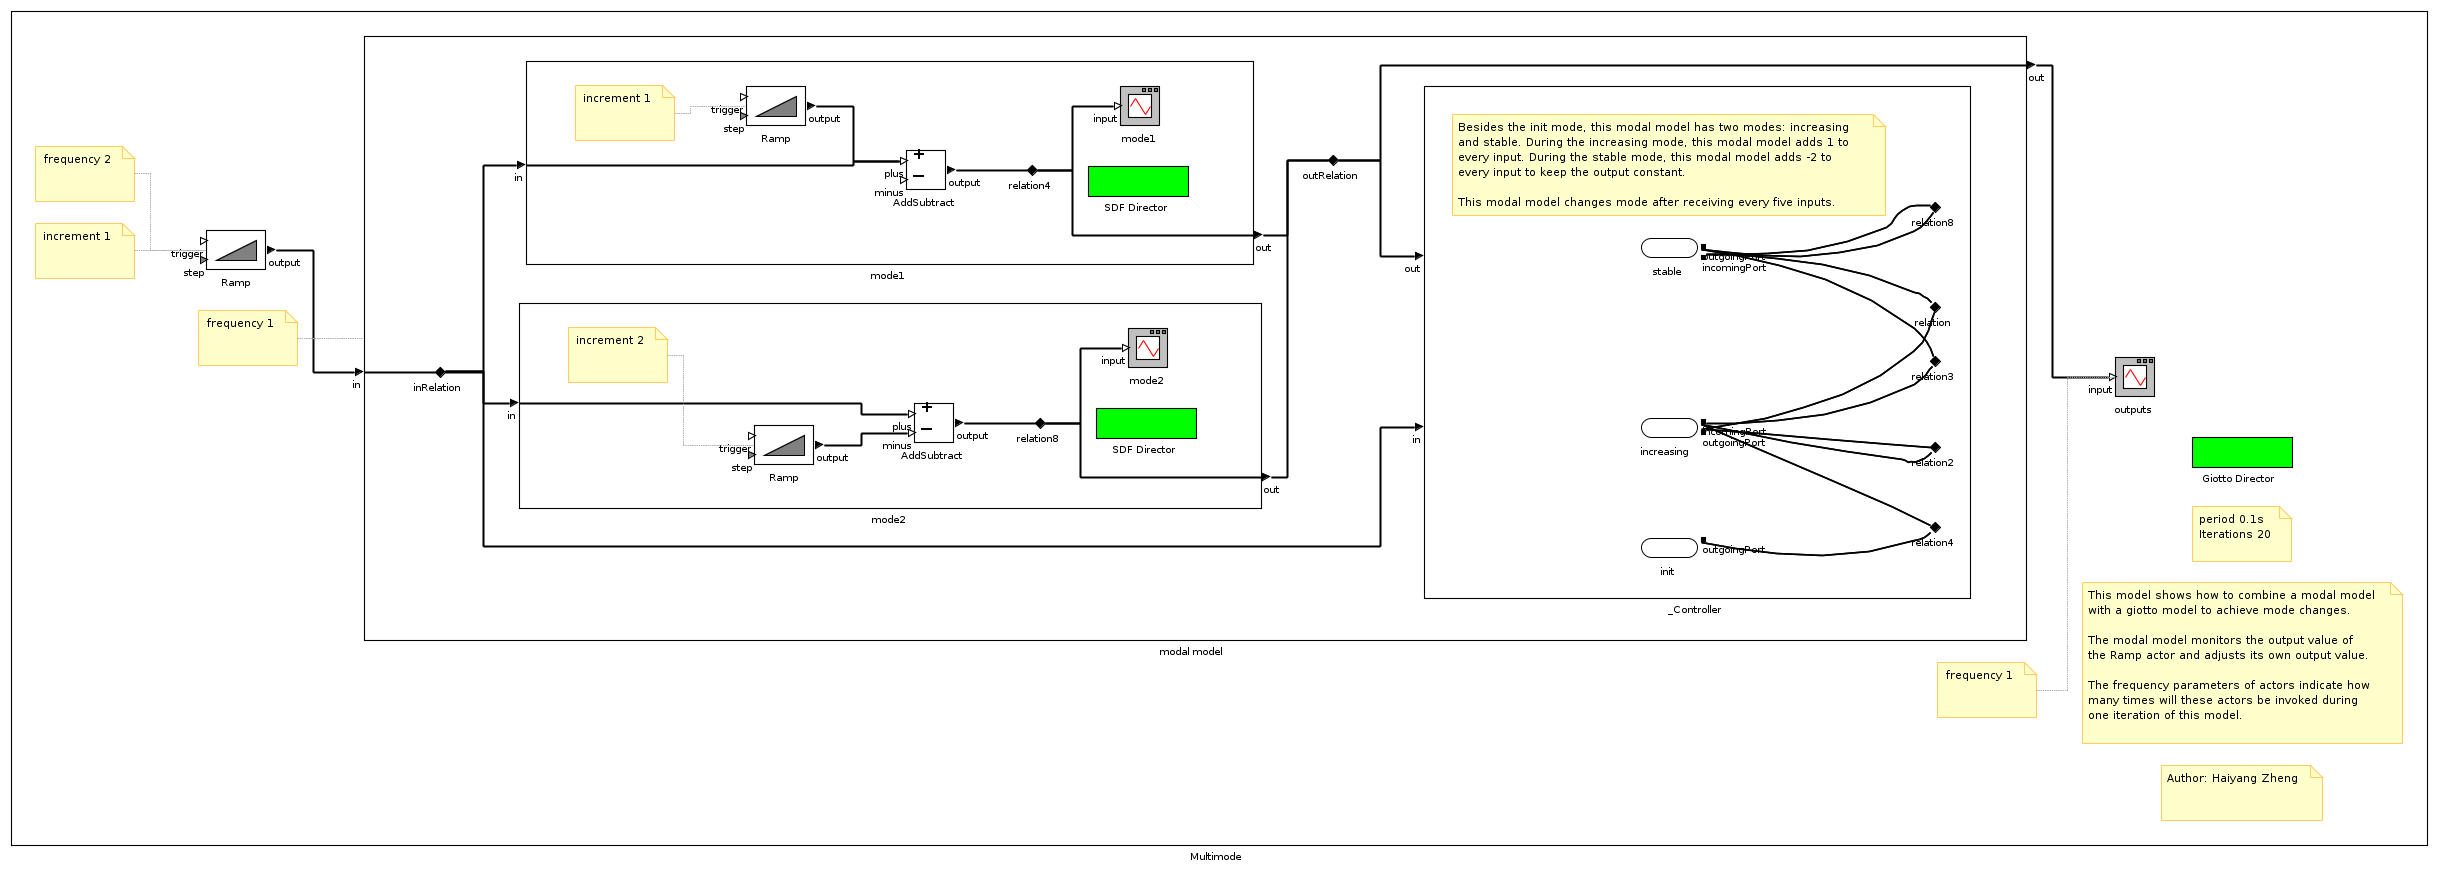 frequency 2
increment 1
trigger
step
output
Ramp
frequency 1
in
inRelation
increment 1
trigger
step
output
Ramp
in
plus
minus
output
AddSubtract
relation4
input
mode1
SDF Director
out
mode1
increment 2
in
trigger
step
output
Ramp
plus
minus
output
AddSubtract
relation8
input
mode2
SDF Director
out
mode2
outRelation
out
in
Besides the init mode, this modal model has two modes: increasing
and stable. During the increasing mode, this modal model adds 1 to
every input. During the stable mode, this modal model adds -2 to
every input to keep the output constant.
This modal model changes mode after receiving every five inputs.
relation8
outgoingPort
incomingPort
stable
relation
relation3
incomingPort
outgoingPort
increasing
relation2
outgoingPort
init
relation4
_Controller
modal model
out
input
outputs
Giotto Director
period 0.1s
Iterations 20
This model shows how to combine a modal model
with a giotto model to achieve mode changes.
The modal model monitors the output value of
the Ramp actor and adjusts its own output value.
The frequency parameters of actors indicate how
many times will these actors be invoked during
one iteration of this model.
frequency 1
Author: Haiyang Zheng
Multimode